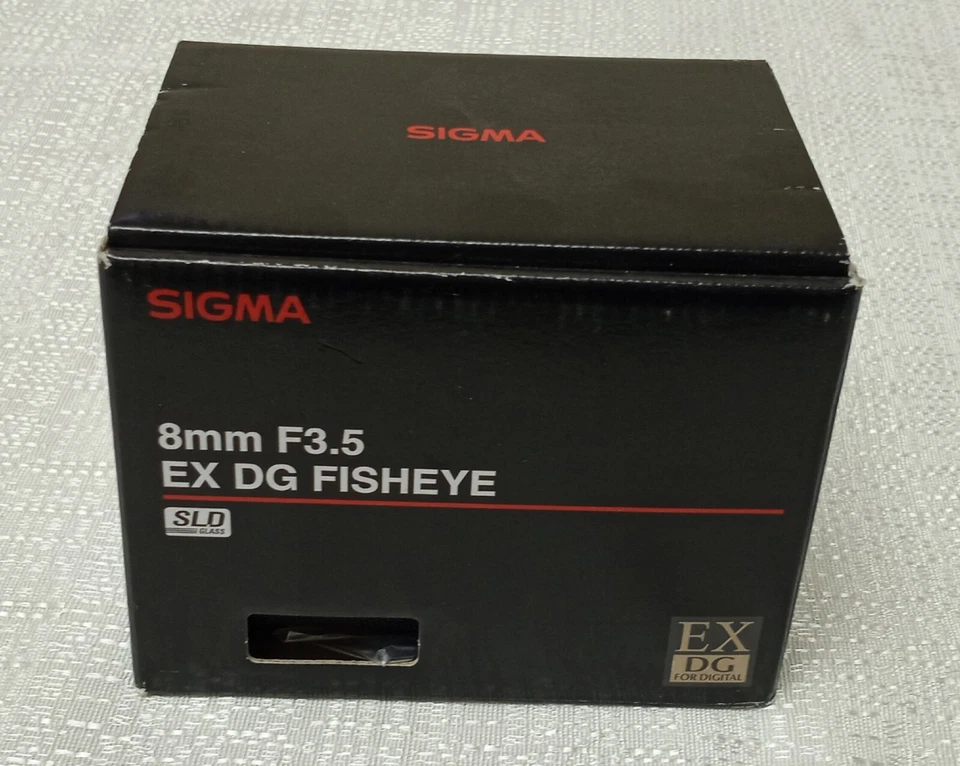 SIGMA
SIGMA
8mm F3.5
EX DG FISHEYE
SLD
GLASS
EX
DG
FOR DIGITAL